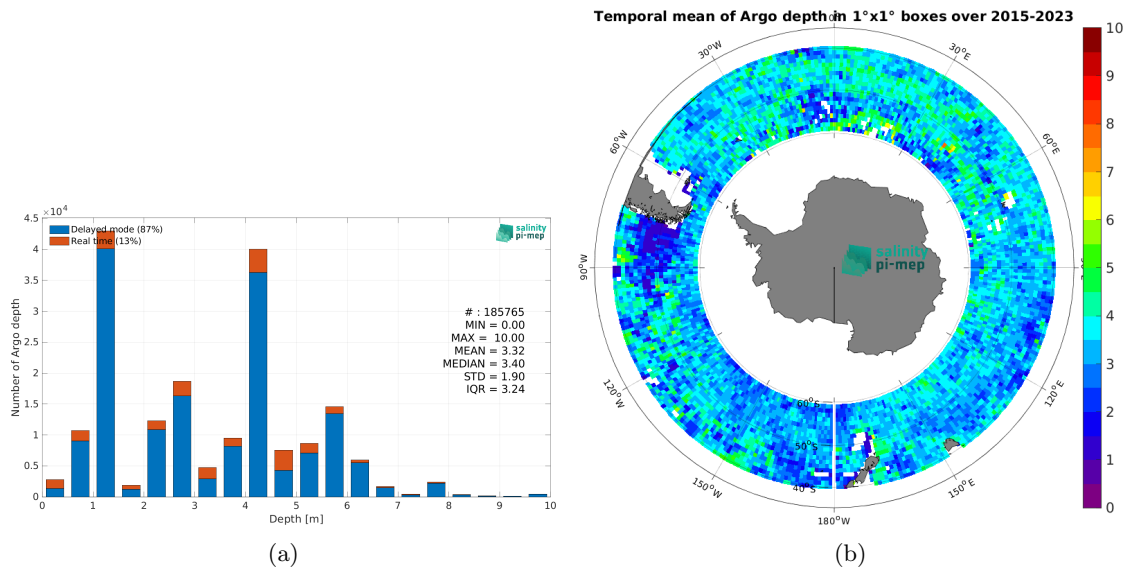 ×10⁴
4.5
4
3.5
3
2.5
2
1.5
1
0.5
0
Number of Argo depth
Delayed mode (87%)
Real time (13%)
salinity
pi-mep
# : 185765
MIN = 0.00
MAX = 10.00
MEAN = 3.32
MEDIAN = 3.40
STD = 1.90
IQR = 3.24
0 1 2 3 4 5 6 7 8 9 10
Depth [m]
(a)
Temporal mean of Argo depth in 1°x1° boxes over 2015-2023
30°W
30°E
60°W
60°E
90°W
120°W
120°E
150°W
150°E
180°W
60°S
50°S
40°S
salinity
pi-mep
10
9
8
7
6
5
4
3
2
1
0
(b)